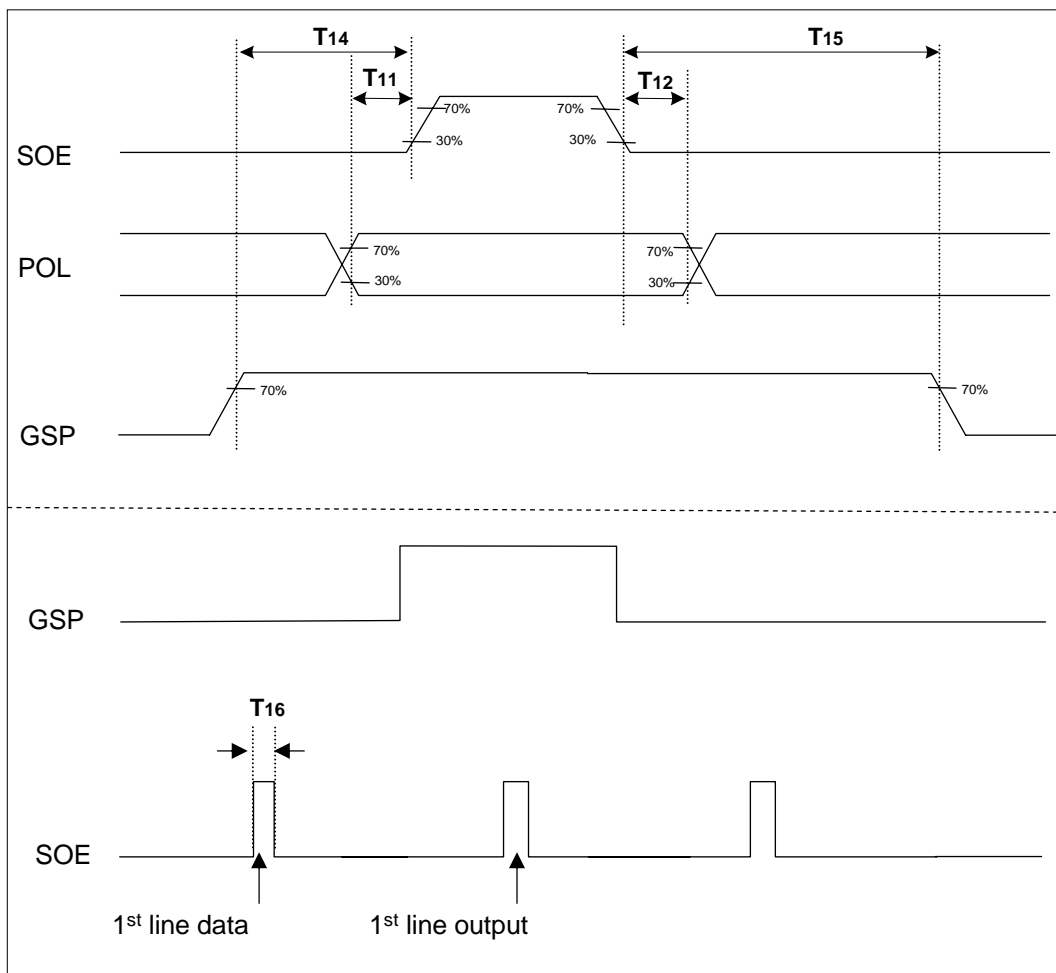 T14
T15
T11
T12
70%
70%
SOE
30%
30%
POL
70%
70%
30%
30%
70%
70%
GSP
GSP
T16
SOE
1st line data
1st line output